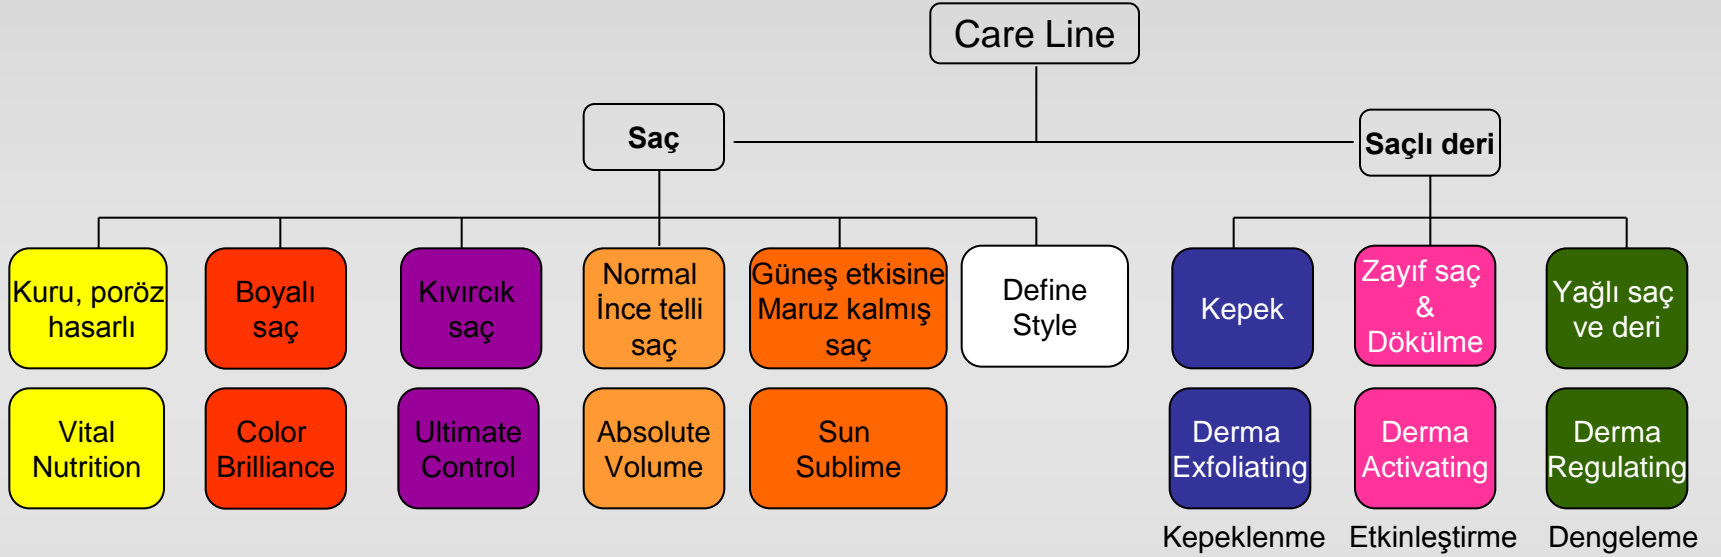 Care Line
Saç
Saçlı deri
Kuru, poröz
hasarlı
Boyalı
saç
Kıvırcık
saç
Normal
İnce telli
saç
Güneş etkisine
Maruz kalmış
saç
Define
Style
Kepek
Zayıf saç
&
Dökülme
Yağlı saç
ve deri
Vital
Nutrition
Color
Brilliance
Ultimate
Control
Absolute
Volume
Sun
Sublime
Derma
Exfoliating
Derma
Activating
Derma
Regulating
Kepeklenme
Etkinleştirme
Dengeleme